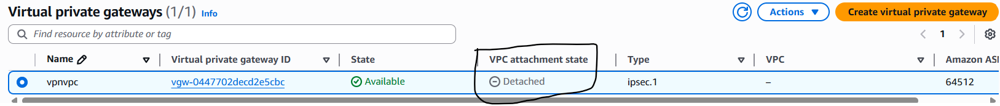 Virtual private gateways (1/1) Info Actions Create virtual private gateway
Find resource by attribute or tag 1
Name Virtual private gateway ID State VPC attachment state Type VPC Amazon ASN
vpnvpc vgw-0447702decd2e5cbc Available Detached ipsec.1 – 64512